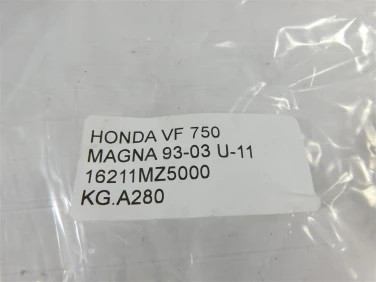 HONDA VF 750
MAGNA 93-03 U-11
16211MZ5000
KG.A280